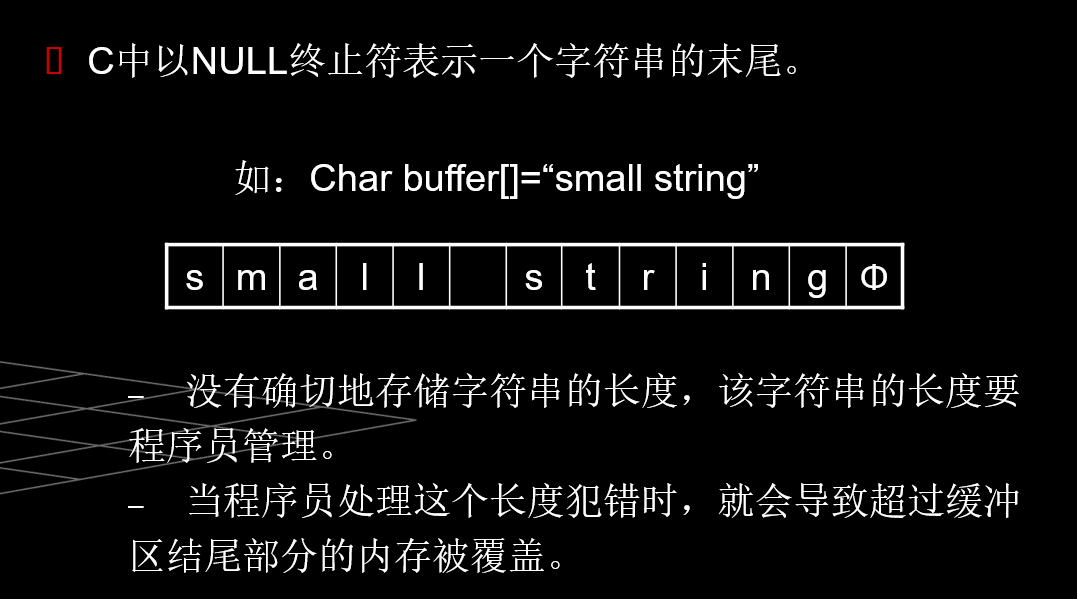 C中以NULL终止符表示一个字符串的末尾。
如：Char buffer[]=“small string”
s m a l l s t r i n g Φ
– 没有确切地存储字符串的长度，该字符串的长度要
程序员管理。
– 当程序员处理这个长度犯错时，就会导致超过缓冲
区结尾部分的内存被覆盖。